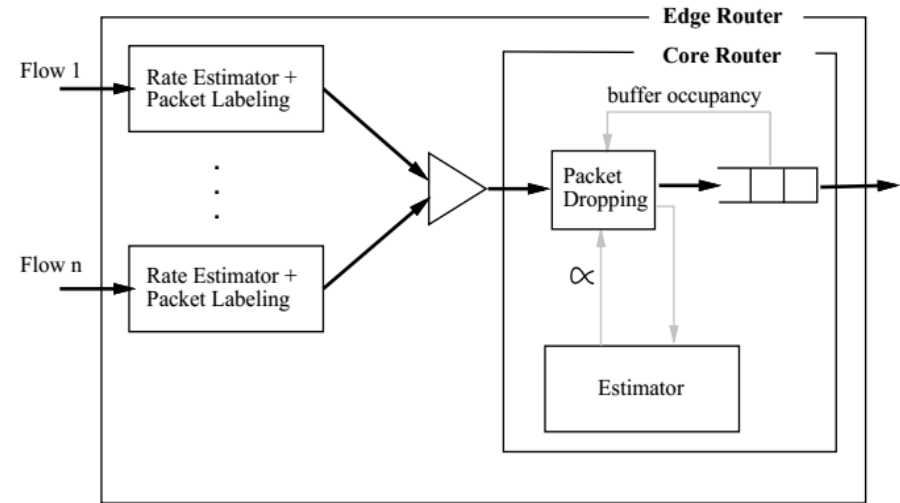 Edge Router
Core Router
Flow 1
Rate Estimator +
Packet Labeling
buffer occupancy
Packet
Dropping
Flow n
Rate Estimator +
Packet Labeling
∝
Estimator